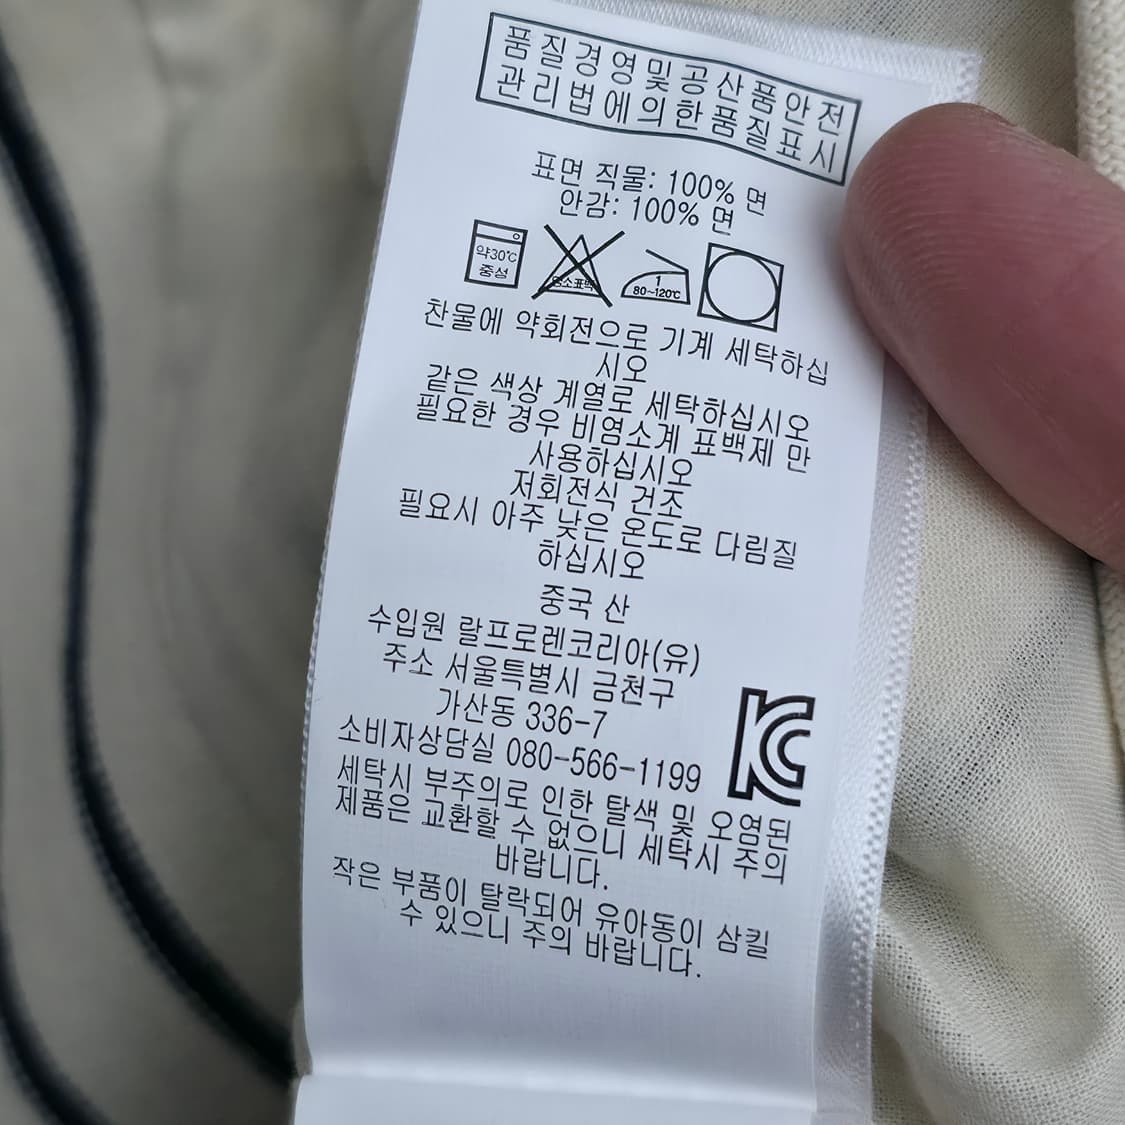 품질경영및공산품안전
관리법에의한품질표시
표면 직물: 100% 면
안감: 100% 면
약30℃
중성
염소표백
1
80~120℃
찬물에 약회전으로 기계 세탁하십
시오
같은 색상 계열로 세탁하십시오
필요한 경우 비염소계 표백제 만
사용하십시오
저회전식 건조
필요시 아주 낮은 온도로 다림질
하십시오
중국 산
수입원 랄프로렌코리아(유)
주소 서울특별시 금천구
가산동 336-7
소비자상담실 080-566-1199
세탁시 부주의로 인한 탈색 및 오염된
제품은 교환할 수 없으니 세탁시 주의
바랍니다.
작은 부품이 탈락되어 유아동이 삼킬
수 있으니 주의 바랍니다.
KC